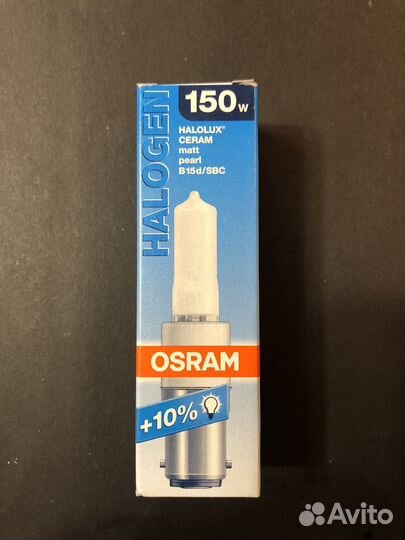 HALOGEN
150W
HALOLUX®
CERAM
matt
pearl
B15d/SBC
OSRAM
+10%
Avito